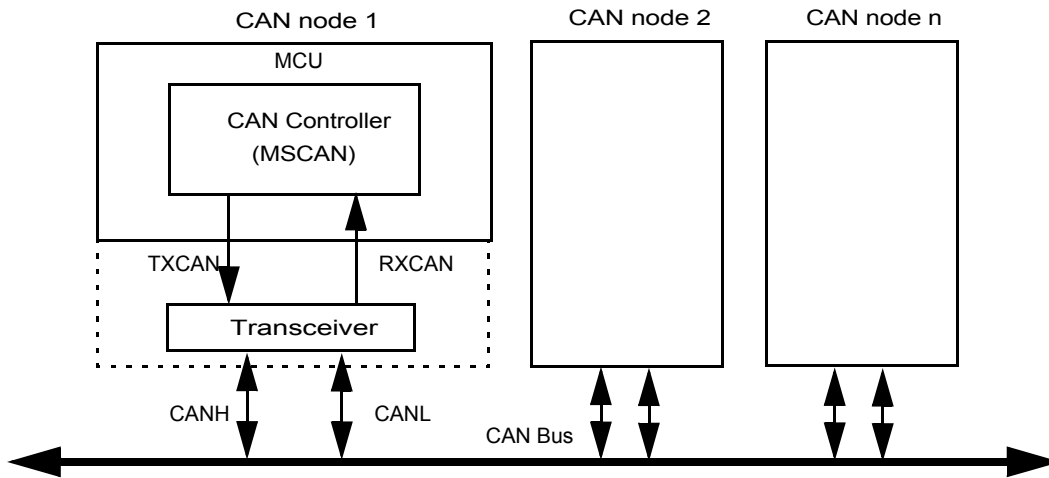 CAN node 1
CAN node 2
CAN node n
MCU
CAN Controller
(MSCAN)
TXCAN
RXCAN
Transceiver
CANH
CANL
CAN Bus